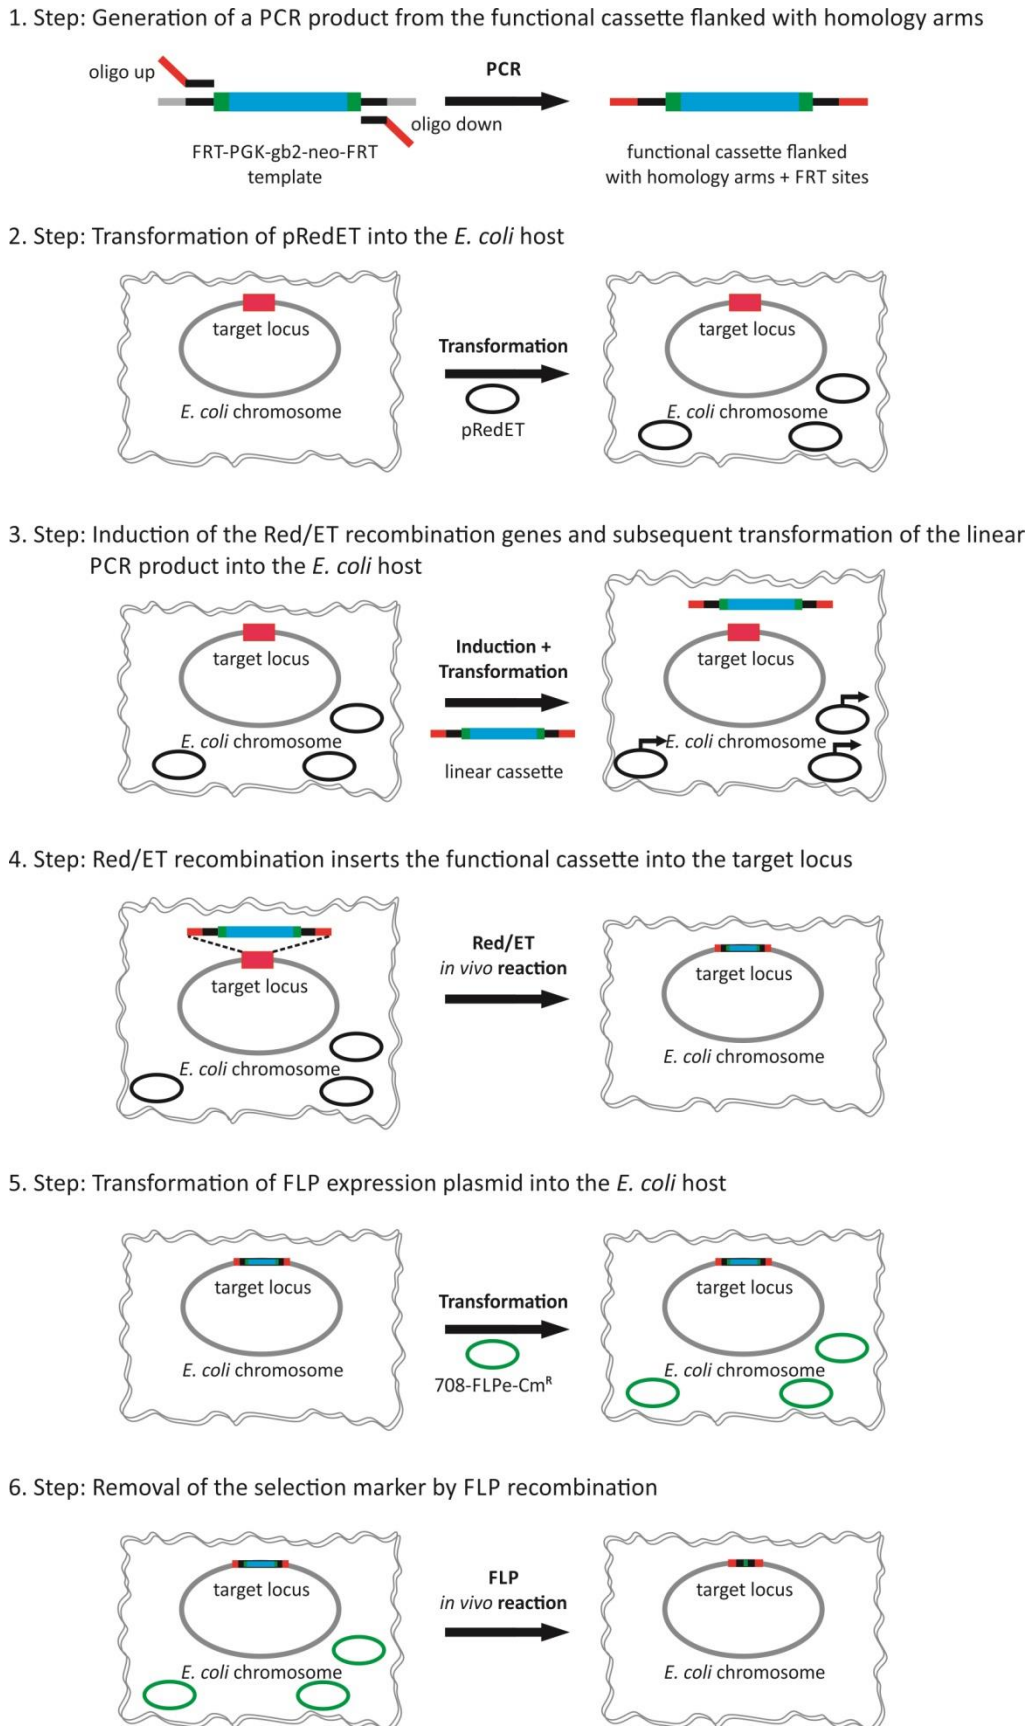 1. Step: Generation of a PCR product from the functional cassette flanked with homology arms
oligo up
PCR
oligo down
FRT-PGK-gb2-neo-FRT
template
functional cassette flanked
with homology arms + FRT sites
2. Step: Transformation of pRedET into the E. coli host
target locus
E. coli chromosome
Transformation
pRedET
target locus
E. coli chromosome
3. Step: Induction of the Red/ET recombination genes and subsequent transformation of the linear
PCR product into the E. coli host
target locus
E. coli chromosome
Induction +
Transformation
linear cassette
target locus
E. coli chromosome
4. Step: Red/ET recombination inserts the functional cassette into the target locus
target locus
E. coli chromosome
Red/ET
in vivo reaction
target locus
E. coli chromosome
5. Step: Transformation of FLP expression plasmid into the E. coli host
target locus
E. coli chromosome
Transformation
708-FLPe-Cmᴿ
target locus
E. coli chromosome
6. Step: Removal of the selection marker by FLP recombination
target locus
E. coli chromosome
FLP
in vivo reaction
target locus
E. coli chromosome